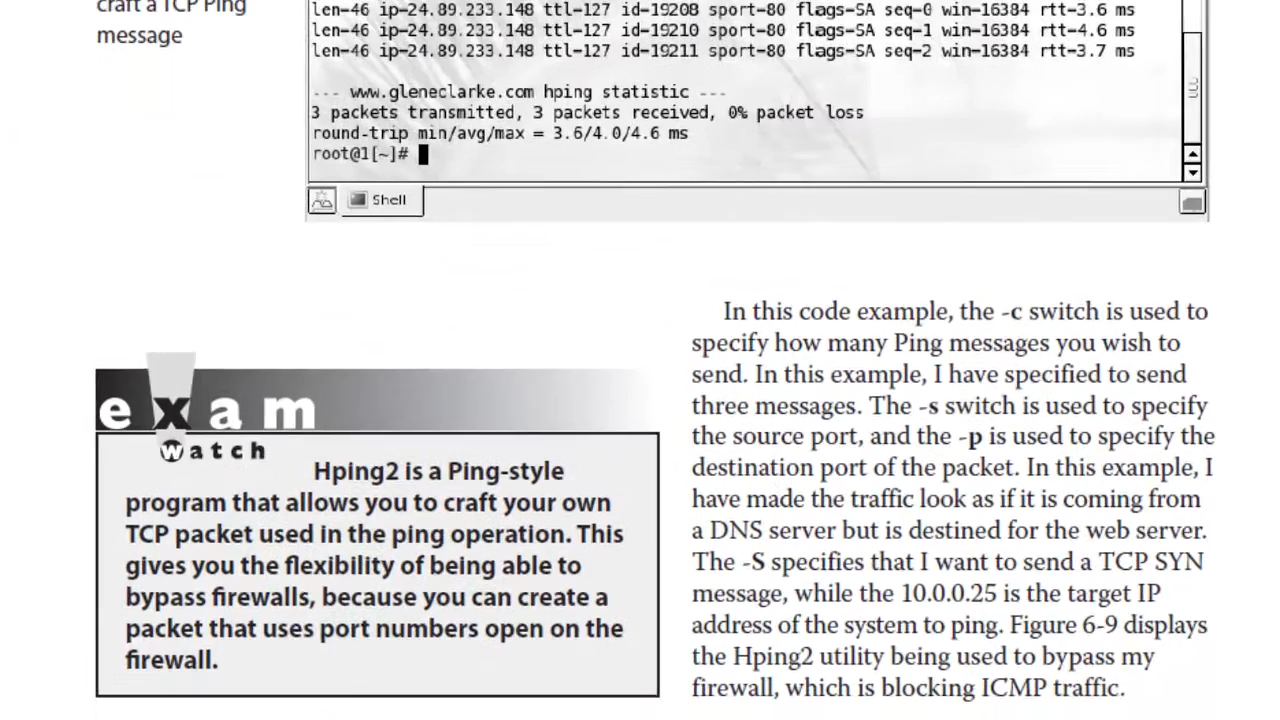 craft a TCP Ping
message
len-46 ip-24.89.233.148 ttl-127 id-19208 sport-80 flags-SA seq-0 win-16384 rtt-3.6 ms
len-46 ip-24.89.233.148 ttl-127 id-19210 sport-80 flags-SA seq-1 win-16384 rtt-4.6 ms
len-46 ip-24.89.233.148 ttl-127 id-19211 sport-80 flags-SA seq-2 win-16384 rtt-3.7 ms
--- www.gleneclarke.com hping statistic ---
3 packets transmitted, 3 packets received, 0% packet loss
round-trip min/avg/max = 3.6/4.0/4.6 ms
root@1[~]#
Shell
exam
watch
Hping2 is a Ping-style
program that allows you to craft your own
TCP packet used in the ping operation. This
gives you the flexibility of being able to
bypass firewalls, because you can create a
packet that uses port numbers open on the
firewall.
In this code example, the -c switch is used to
specify how many Ping messages you wish to
send. In this example, I have specified to send
three messages. The -s switch is used to specify
the source port, and the -p is used to specify the
destination port of the packet. In this example, I
have made the traffic look as if it is coming from
a DNS server but is destined for the web server.
The -S specifies that I want to send a TCP SYN
message, while the 10.0.0.25 is the target IP
address of the system to ping. Figure 6-9 displays
the Hping2 utility being used to bypass my
firewall, which is blocking ICMP traffic.